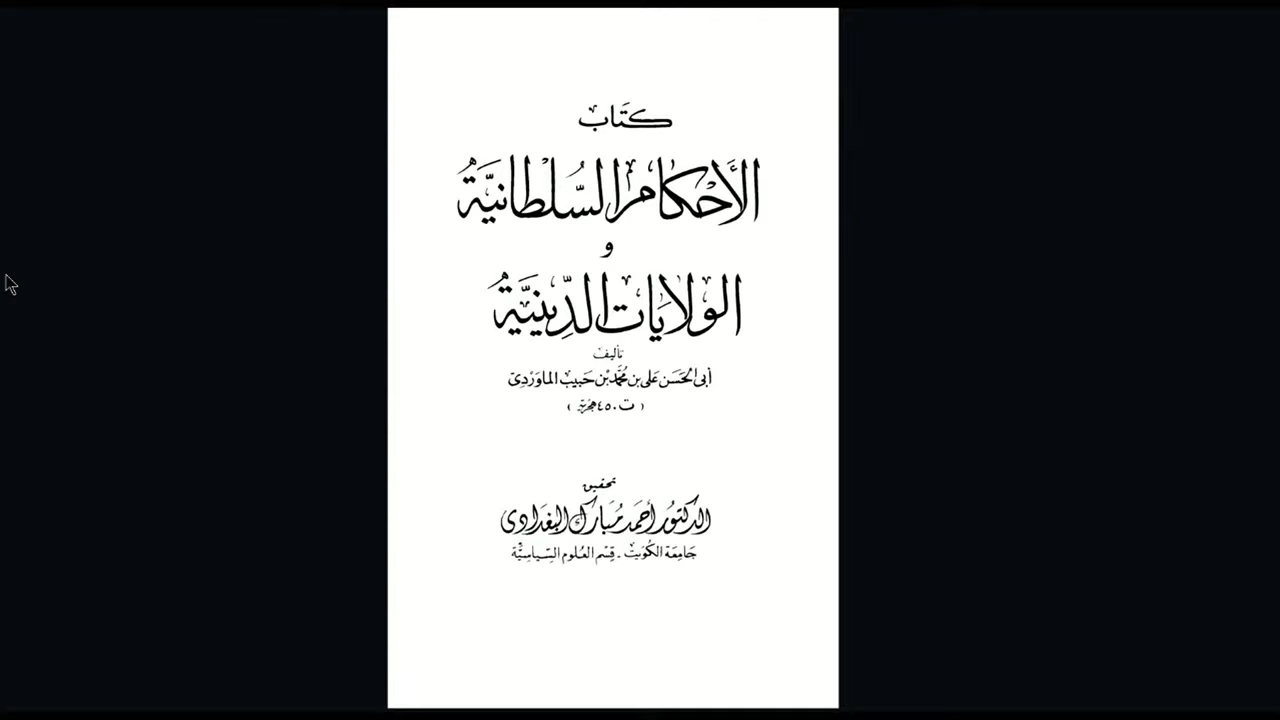 كتاب
الأحكام السلطانية
و
الولايات الدينية
تأليف
أبي الحسن علي بن محمد بن حبيب الماوردي
( ت ٤٥٠ هجرية )
تحقيق
الدكتور أحمد مبارك البغدادي
جامعة الكويت - قسم العلوم السياسية